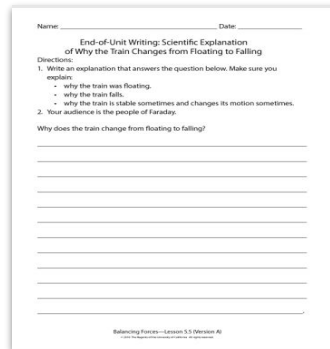 Name: ______ Date: ______
End-of-Unit Writing: Scientific Explanation
of Why the Train Changes from Floating to Falling
Directions:
1. Write an explanation that answers the question below. Make sure you
explain:
- why the train was floating.
- why the train falls.
- why the train is stable sometimes and changes its motion sometimes.
2. Your audience is the people of Faraday.
Why does the train change from floating to falling?
Balancing Forces—Lesson 5.5 (Version A)